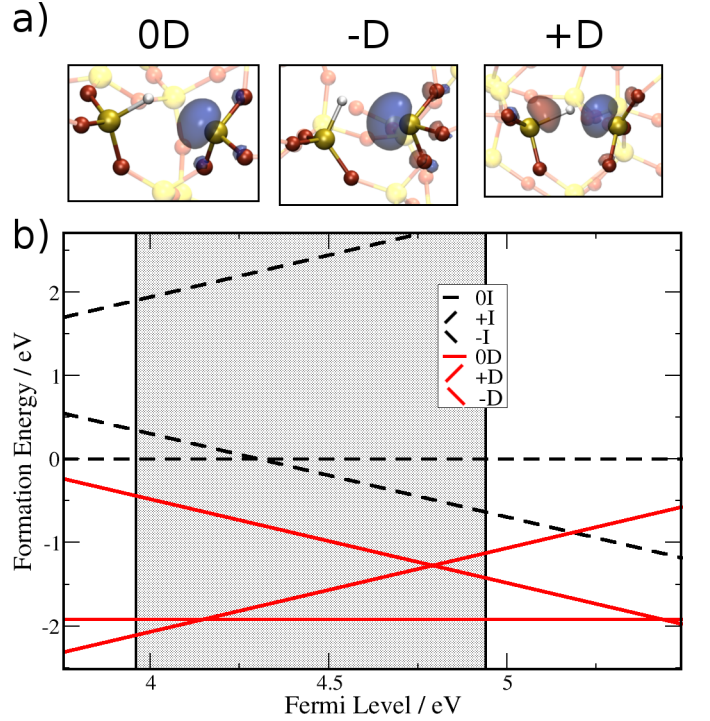 a)
0D -D +D
b)
Formation Energy / eV
2
1
0
-1
-2
0I
+I
-I
0D
+D
-D
4 4.5 5
Fermi Level / eV